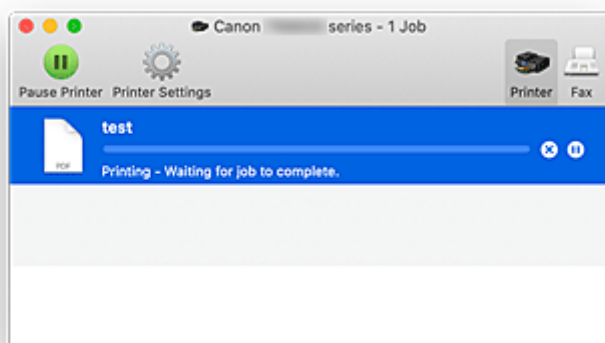 Canon series - 1 Job
Pause Printer Printer Settings Printer Fax
test
PDF
Printing - Waiting for job to complete.